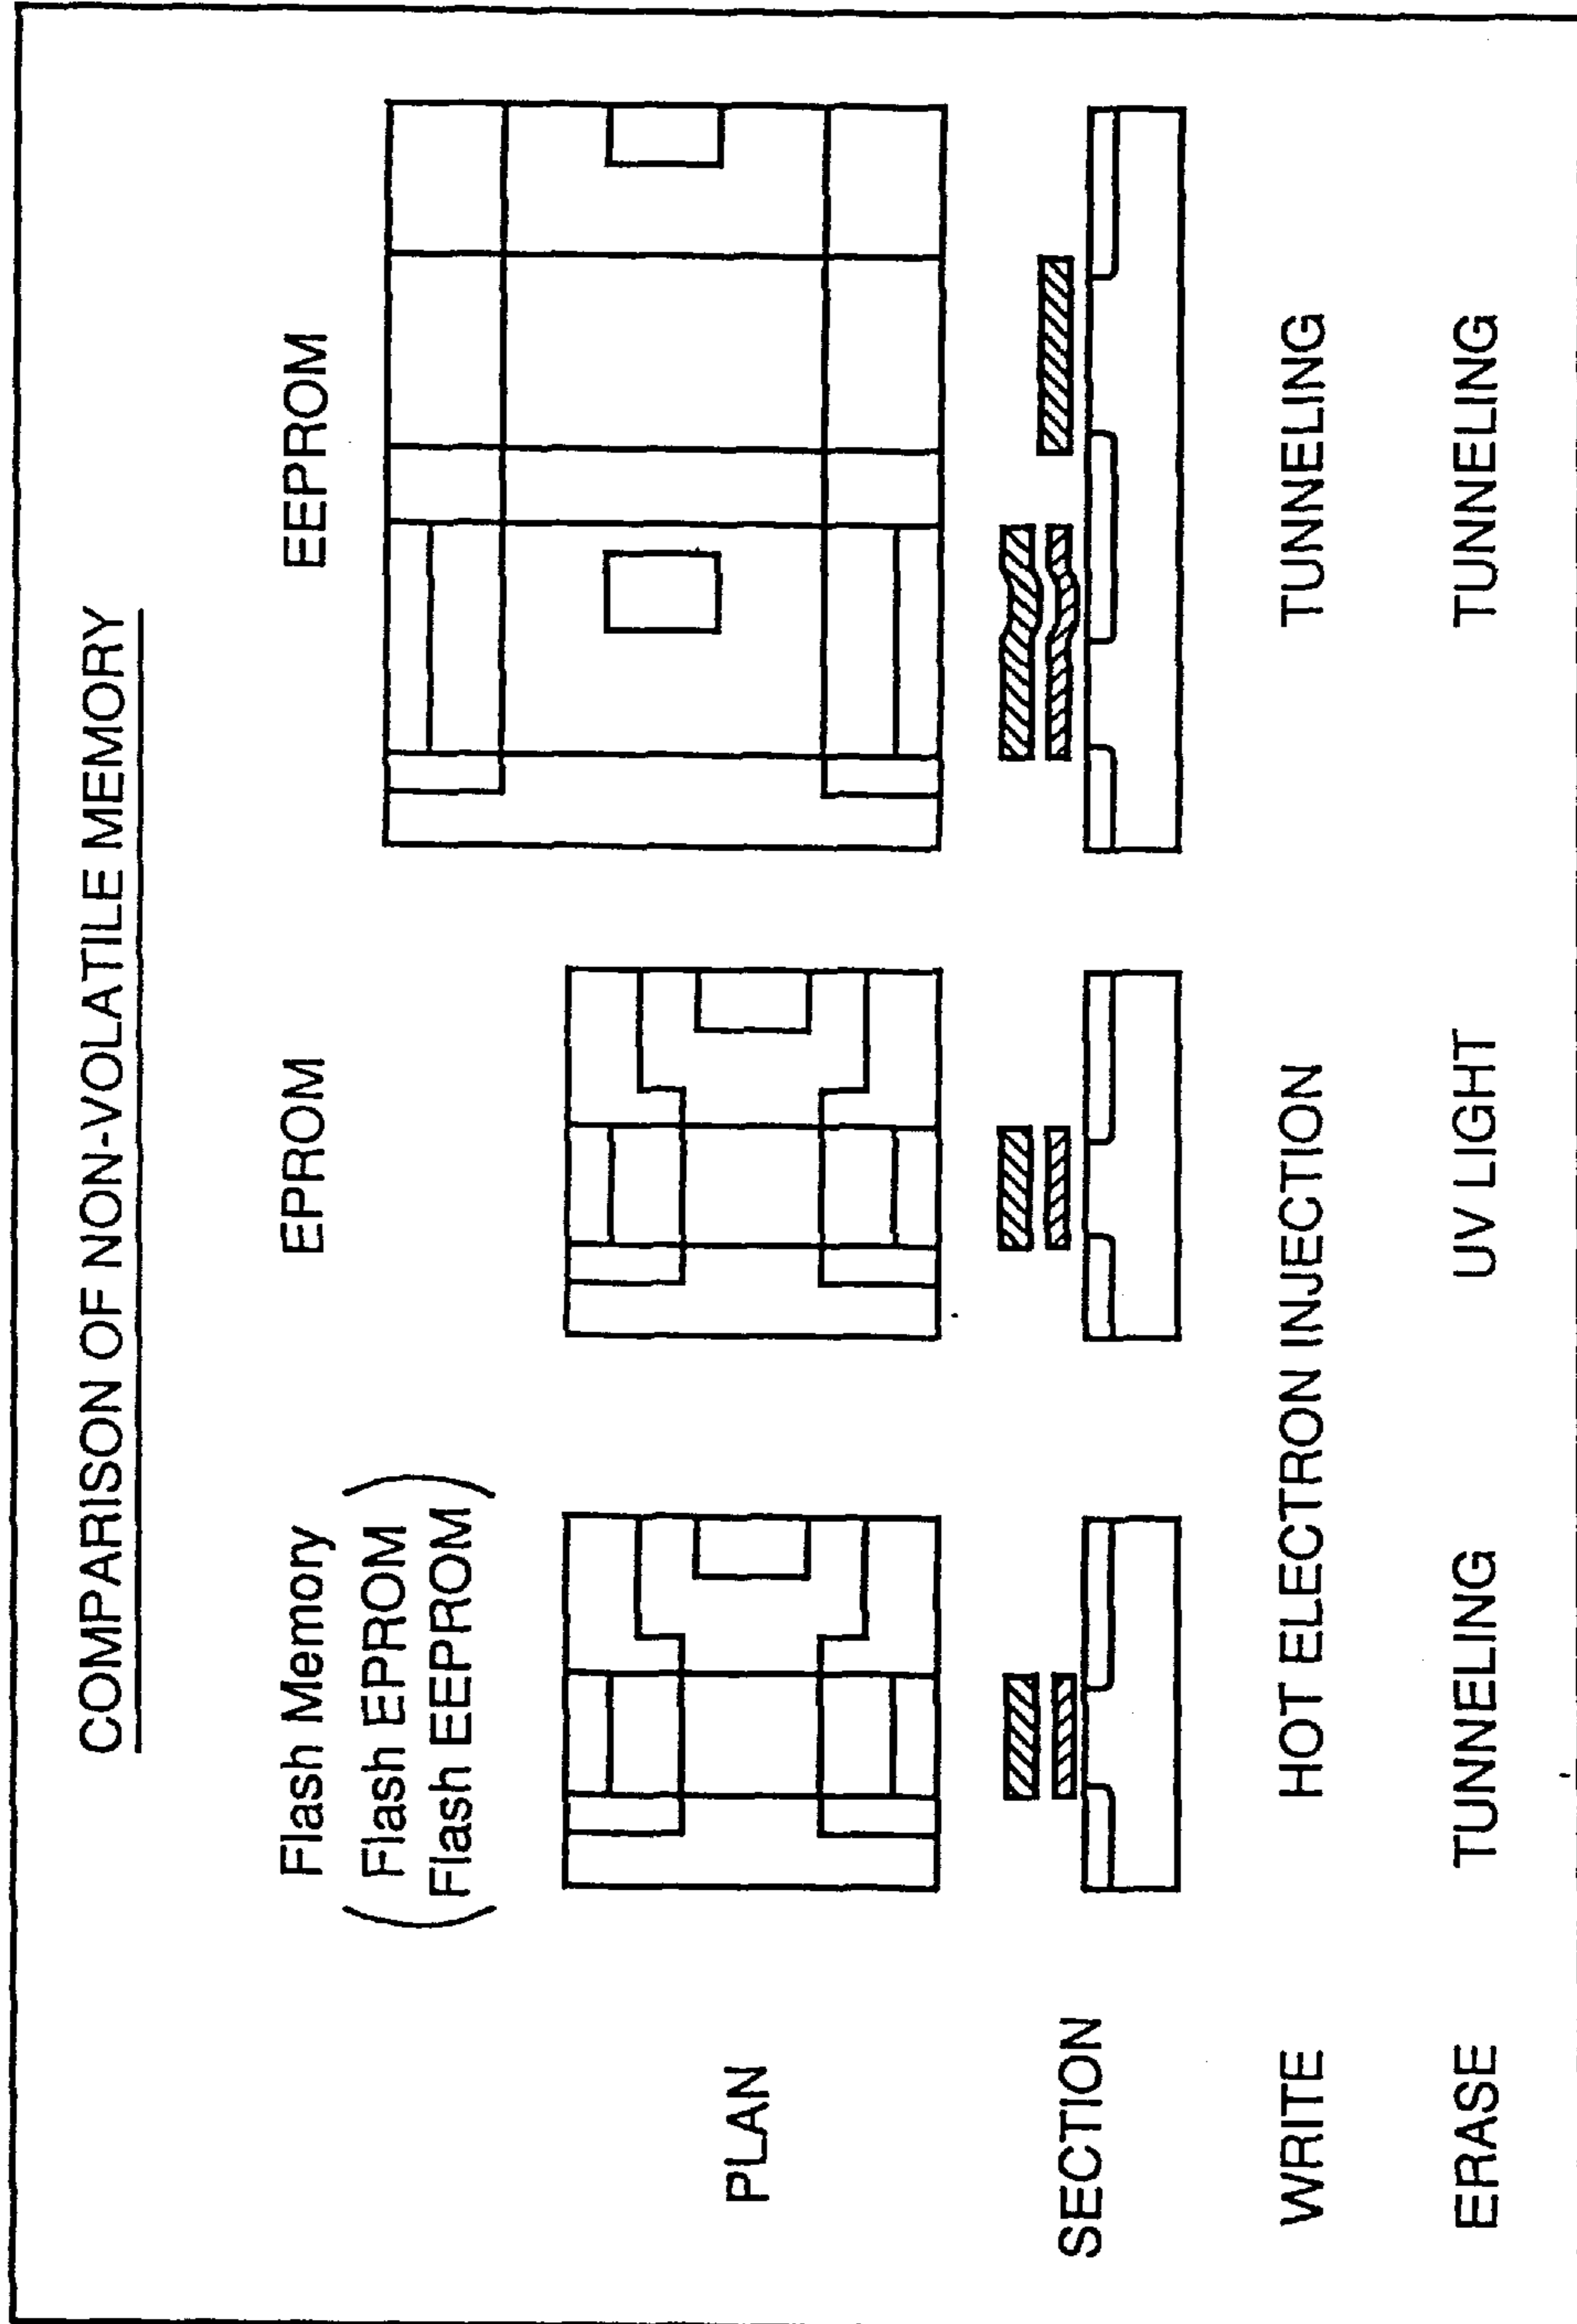 COMPARISON OF NON-VOLATILE MEMORY
Flash Memory
(Flash EPROM
Flash EEPROM)
EPROM
EEPROM
PLAN
SECTION
WRITE
HOT ELECTRON INJECTION
TUNNELING
ERASE
TUNNELING
UV LIGHT
TUNNELING